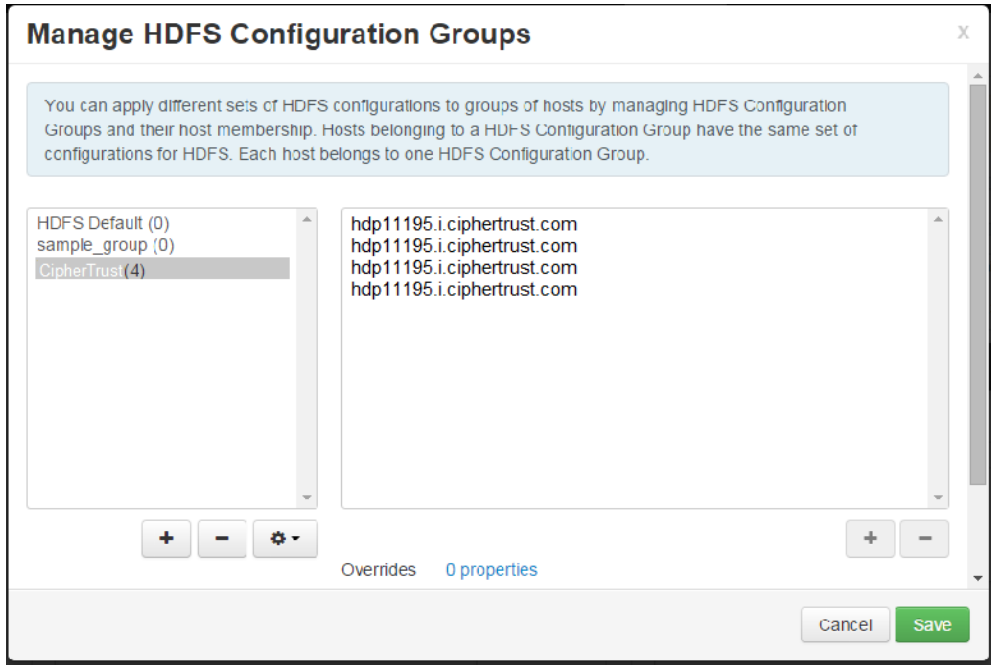 Manage HDFS Configuration Groups
X
You can apply different sets of HDFS configurations to groups of hosts by managing HDFS Configuration
Groups and their host membership. Hosts belonging to a HDFS Configuration Group have the same set of
configurations for HDFS. Each host belongs to one HDFS Configuration Group.
HDFS Default (0)
sample_group (0)
CipherTrust(4)
hdp11195.i.ciphertrust.com
hdp11195.i.ciphertrust.com
hdp11195.i.ciphertrust.com
hdp11195.i.ciphertrust.com
Overrides 0 properties
Cancel Save